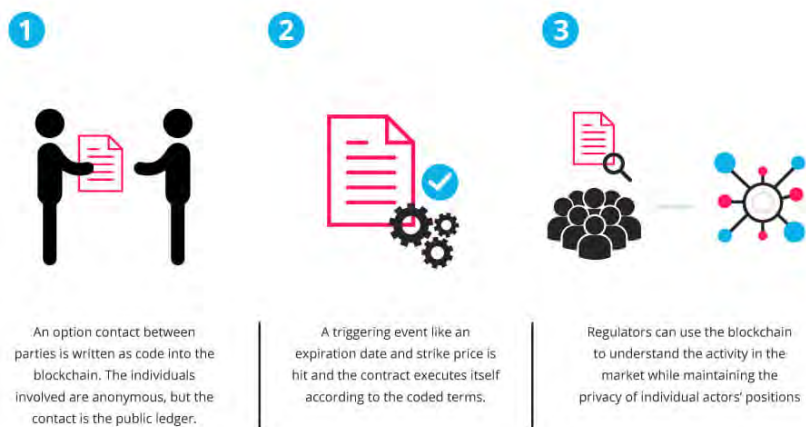 1
2
3
An option contact between
parties is written as code into the
blockchain. The individuals
involved are anonymous, but the
contact is the public ledger.
A triggering event like an
expiration date and strike price is
hit and the contract executes itself
according to the coded terms.
Regulators can use the blockchain
to understand the activity in the
market while maintaining the
privacy of individual actors' positions